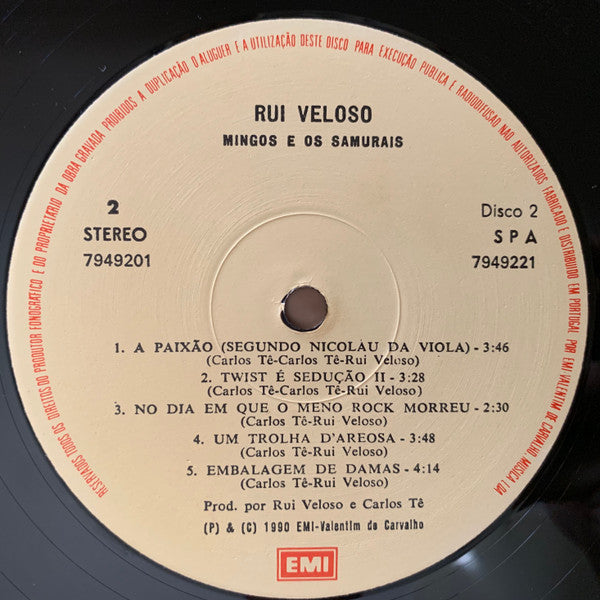 RESERVADOS TODOS OS DIREITOS DO PRODUTOR FONOGRÁFICO E DO PROPRIETÁRIO DA OBRA GRAVADA PROIBIDOS A DUPLICAÇÃO O ALUGUER E A UTILIZAÇÃO DESTE DISCO PARA EXECUÇÃO PUBLICA E RADIODIFUSÃO NÃO AUTORIZADOS FABRICADO E DISTRIBUIDO EM PORTUGAL POR EMI VALENTIM DE CARVALHO MUSICA LDA
RUI VELOSO
MINGOS E OS SAMURAIS
2
STEREO
7949201
Disco 2
SPA
7949221
1. A PAIXÃO (SEGUNDO NICOLAU DA VIOLA) - 3:46
(Carlos Tê-Carlos Tê-Rui Veloso)
2. TWIST É SEDUÇÃO II - 3:28
(Carlos Tê-Carlos Tê-Rui Veloso)
3. NO DIA EM QUE O MENO ROCK MORREU - 2:30
(Carlos Tê-Rui Veloso)
4. UM TROLHA D'AREOSA - 3:48
(Carlos Tê-Rui Veloso)
5. EMBALAGEM DE DAMAS - 4:14
(Carlos Tê-Rui Veloso)
Prod. por Rui Veloso e Carlos Tê
(P) & (C) 1990 EMI-Valentim de Carvalho
EMI